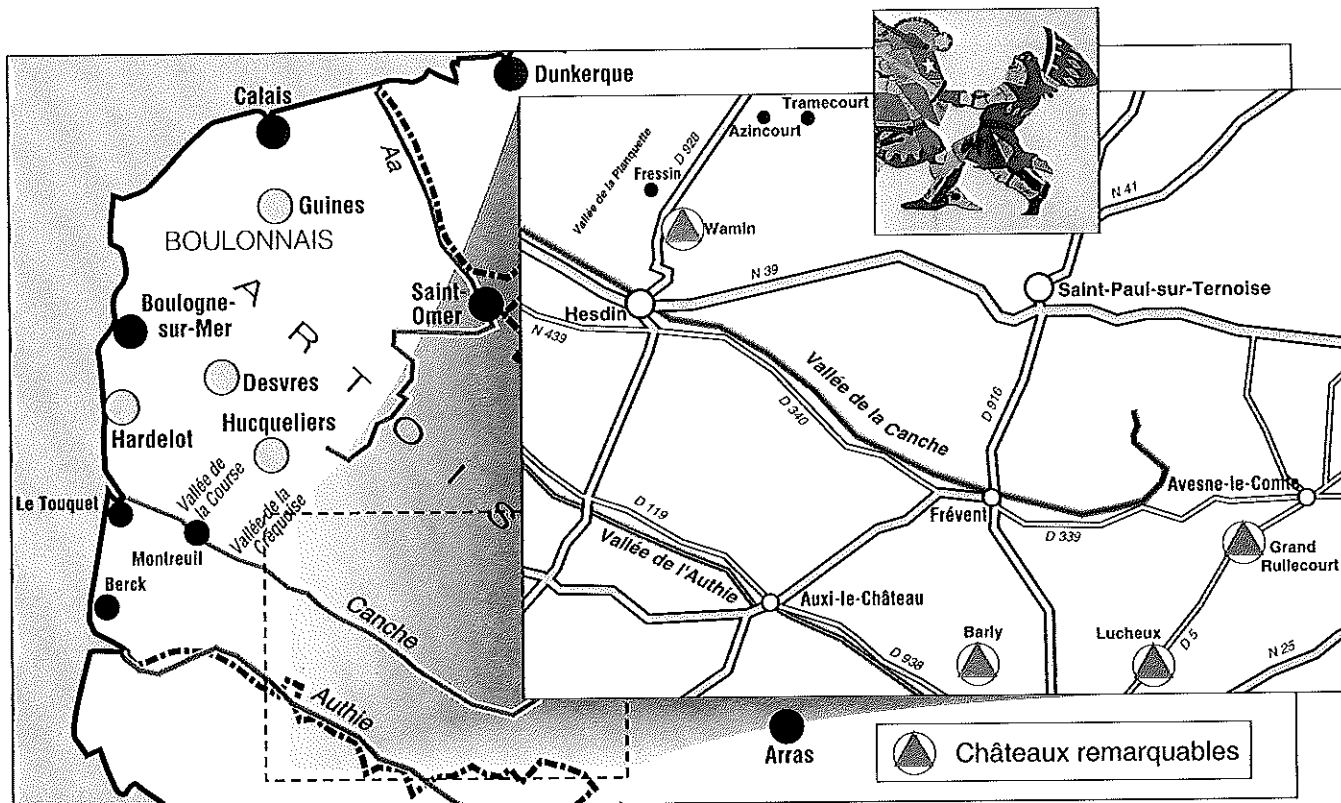 Dunkerque
Calais
Aa
Guines
BOULONNAIS
ARTOIS
Boulogne-
sur-Mer
Saint-
Omer
Desvres
Hardelot
Hucqueliers
Vallée de
la Course
Vallée de la
Créquoise
Le Touquet
Montreuil
Berck
Canche
Authie
Arras
Tramecourt
Azincourt
D 928
Vallée de la Planquette
Fressin
Wamin
N 41
N 39
Saint-Paul-sur-Ternoise
Hesdin
N 439
Vallée de la Canche
D 340
D 916
Avesne-le-Comte
Frévent
D 339
D 119
Vallée de l'Authie
Grand
Rullecourt
Auxi-le-Château
Barly
Lucheux
D 5
N 25
D 938
Châteaux remarquables